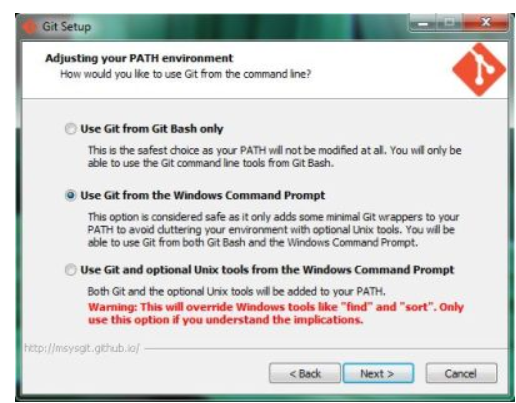 Git Setup
Adjusting your PATH environment
How would you like to use Git from the command line?
Use Git from Git Bash only
This is the safest choice as your PATH will not be modified at all. You will only be
able to use the Git command line tools from Git Bash.
Use Git from the Windows Command Prompt
This option is considered safe as it only adds some minimal Git wrappers to your
PATH to avoid cluttering your environment with optional Unix tools. You will be
able to use Git from both Git Bash and the Windows Command Prompt.
Use Git and optional Unix tools from the Windows Command Prompt
Both Git and the optional Unix tools will be added to your PATH.
Warning: This will override Windows tools like "find" and "sort". Only
use this option if you understand the implications.
http://msysgit.github.io/
< Back Next > Cancel